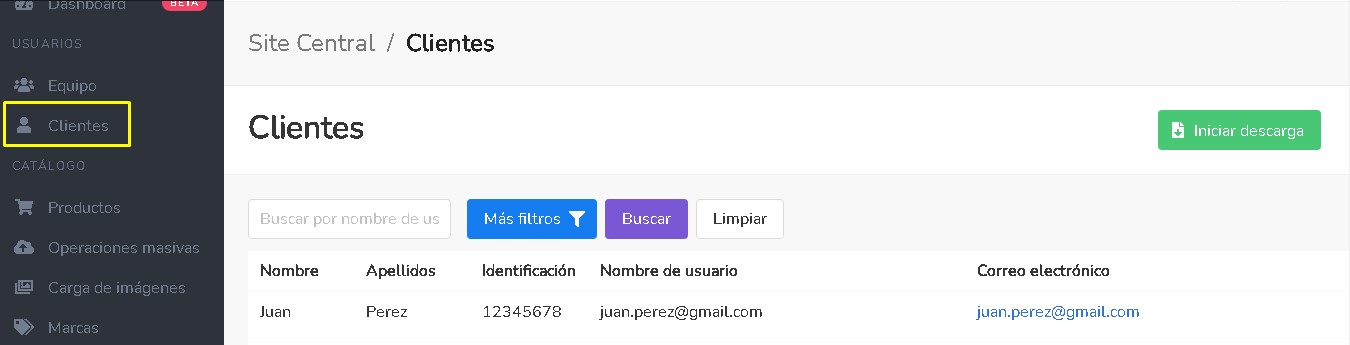 Dashboard BETA
USUARIOS
Equipo
Clientes
CATÁLOGO
Productos
Operaciones masivas
Carga de imágenes
Marcas
Site Central / Clientes
Clientes
Iniciar descarga
Buscar por nombre de us
Más filtros
Buscar
Limpiar
Nombre Apellidos Identificación Nombre de usuario Correo electrónico
Juan Perez 12345678 juan.perez@gmail.com juan.perez@gmail.com